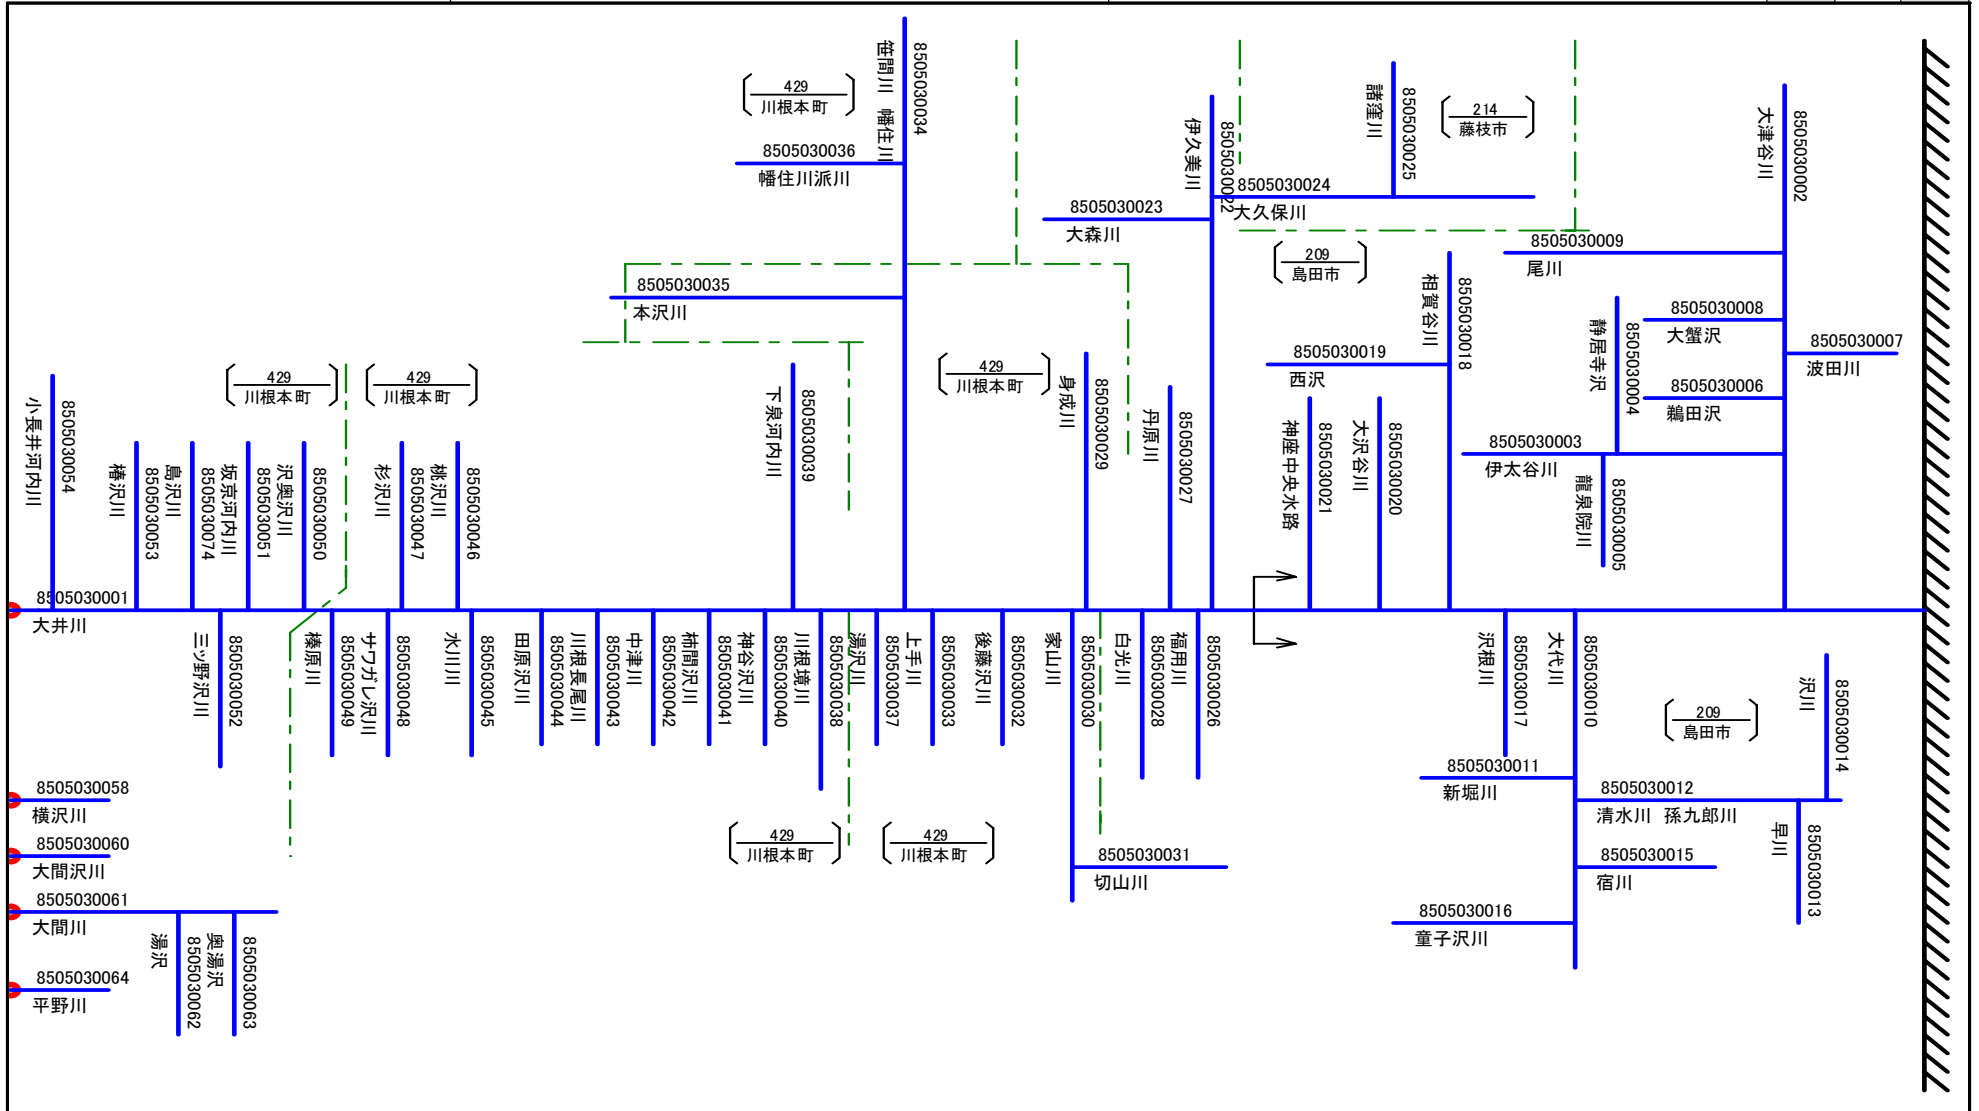 429
川根本町
笹間川　幡住川
8505030034
8505030036
幡住川派川
伊久美川
8505030022
諸窪川
8505030025
214
藤枝市
大津谷川
8505030002
8505030024
大久保川
8505030023
大森川
209
島田市
8505030009
尾川
8505030035
本沢川
相賀谷川
8505030018
静居寺沢
8505030004
8505030008
大蟹沢
8505030007
波田川
8505030019
西沢
8505030006
鵜田沢
8505030003
伊太谷川
龍泉院川
8505030005
429
川根本町
429
川根本町
429
川根本町
小長井河内川
8505030054
椿沢川
8505030053
島沢川
8505030074
坂京河内川
8505030051
沢奥沢川
8505030050
杉沢川
8505030047
桃沢川
8505030046
下泉河内川
8505030039
身成川
8505030029
丹原川
8505030027
神座中央水路
8505030021
大沢谷川
8505030020
8505030001
大井川
三ッ野沢川
8505030052
榛原川
8505030049
サワガレ沢川
8505030048
水川川
8505030045
田原沢川
8505030044
川根長尾川
8505030043
中津川
8505030042
柿間沢川
8505030041
神谷沢川
8505030040
川根境川
8505030038
湯沢川
8505030037
上手川
8505030033
後藤沢川
8505030032
家山川
8505030030
白光川
8505030028
福用川
8505030026
沢根川
8505030017
大代川
8505030010
209
島田市
沢川
8505030014
8505030011
新堀川
8505030012
清水川　孫九郎川
早川
8505030013
8505030015
宿川
8505030016
童子沢川
8505030031
切山川
429
川根本町
429
川根本町
8505030058
横沢川
8505030060
大間沢川
8505030061
大間川
湯沢
8505030062
奥湯沢
8505030063
8505030064
平野川